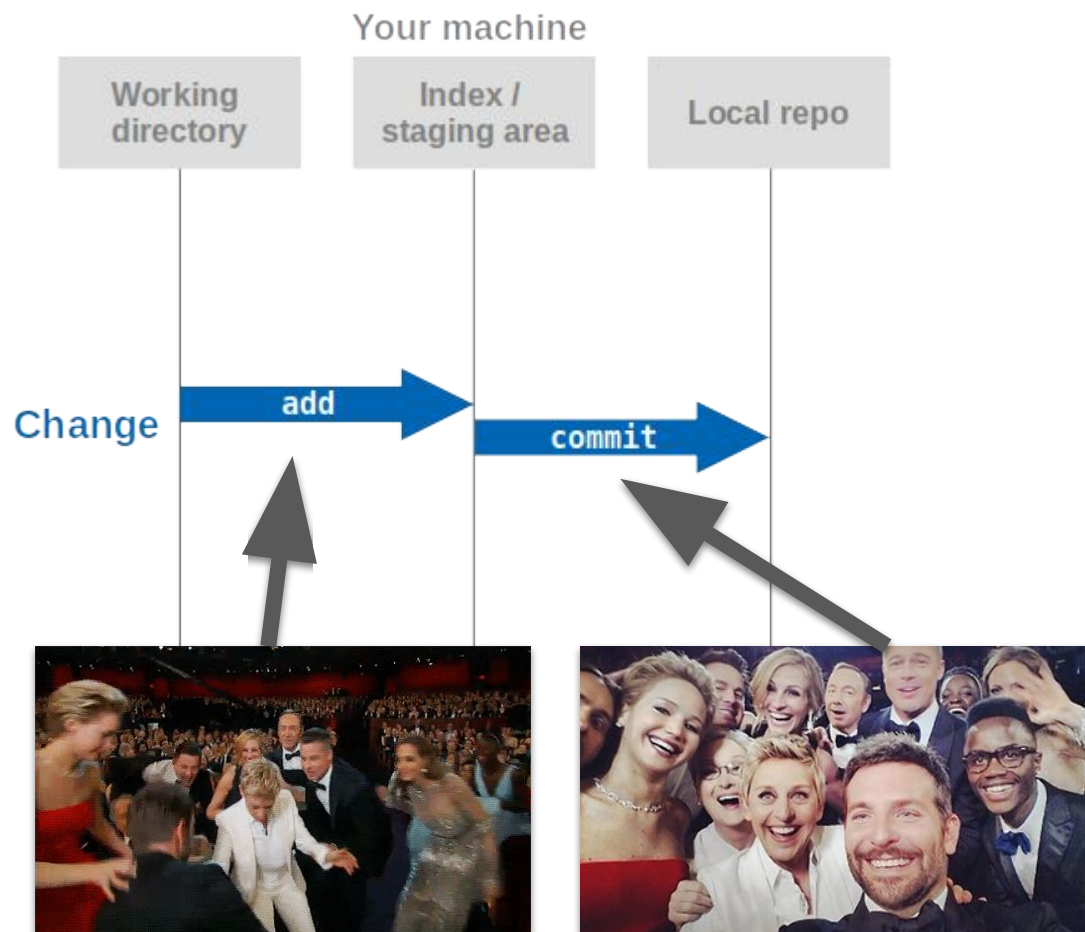 Your machine
Working
directory
Index /
staging area
Local repo
add
Change
commit